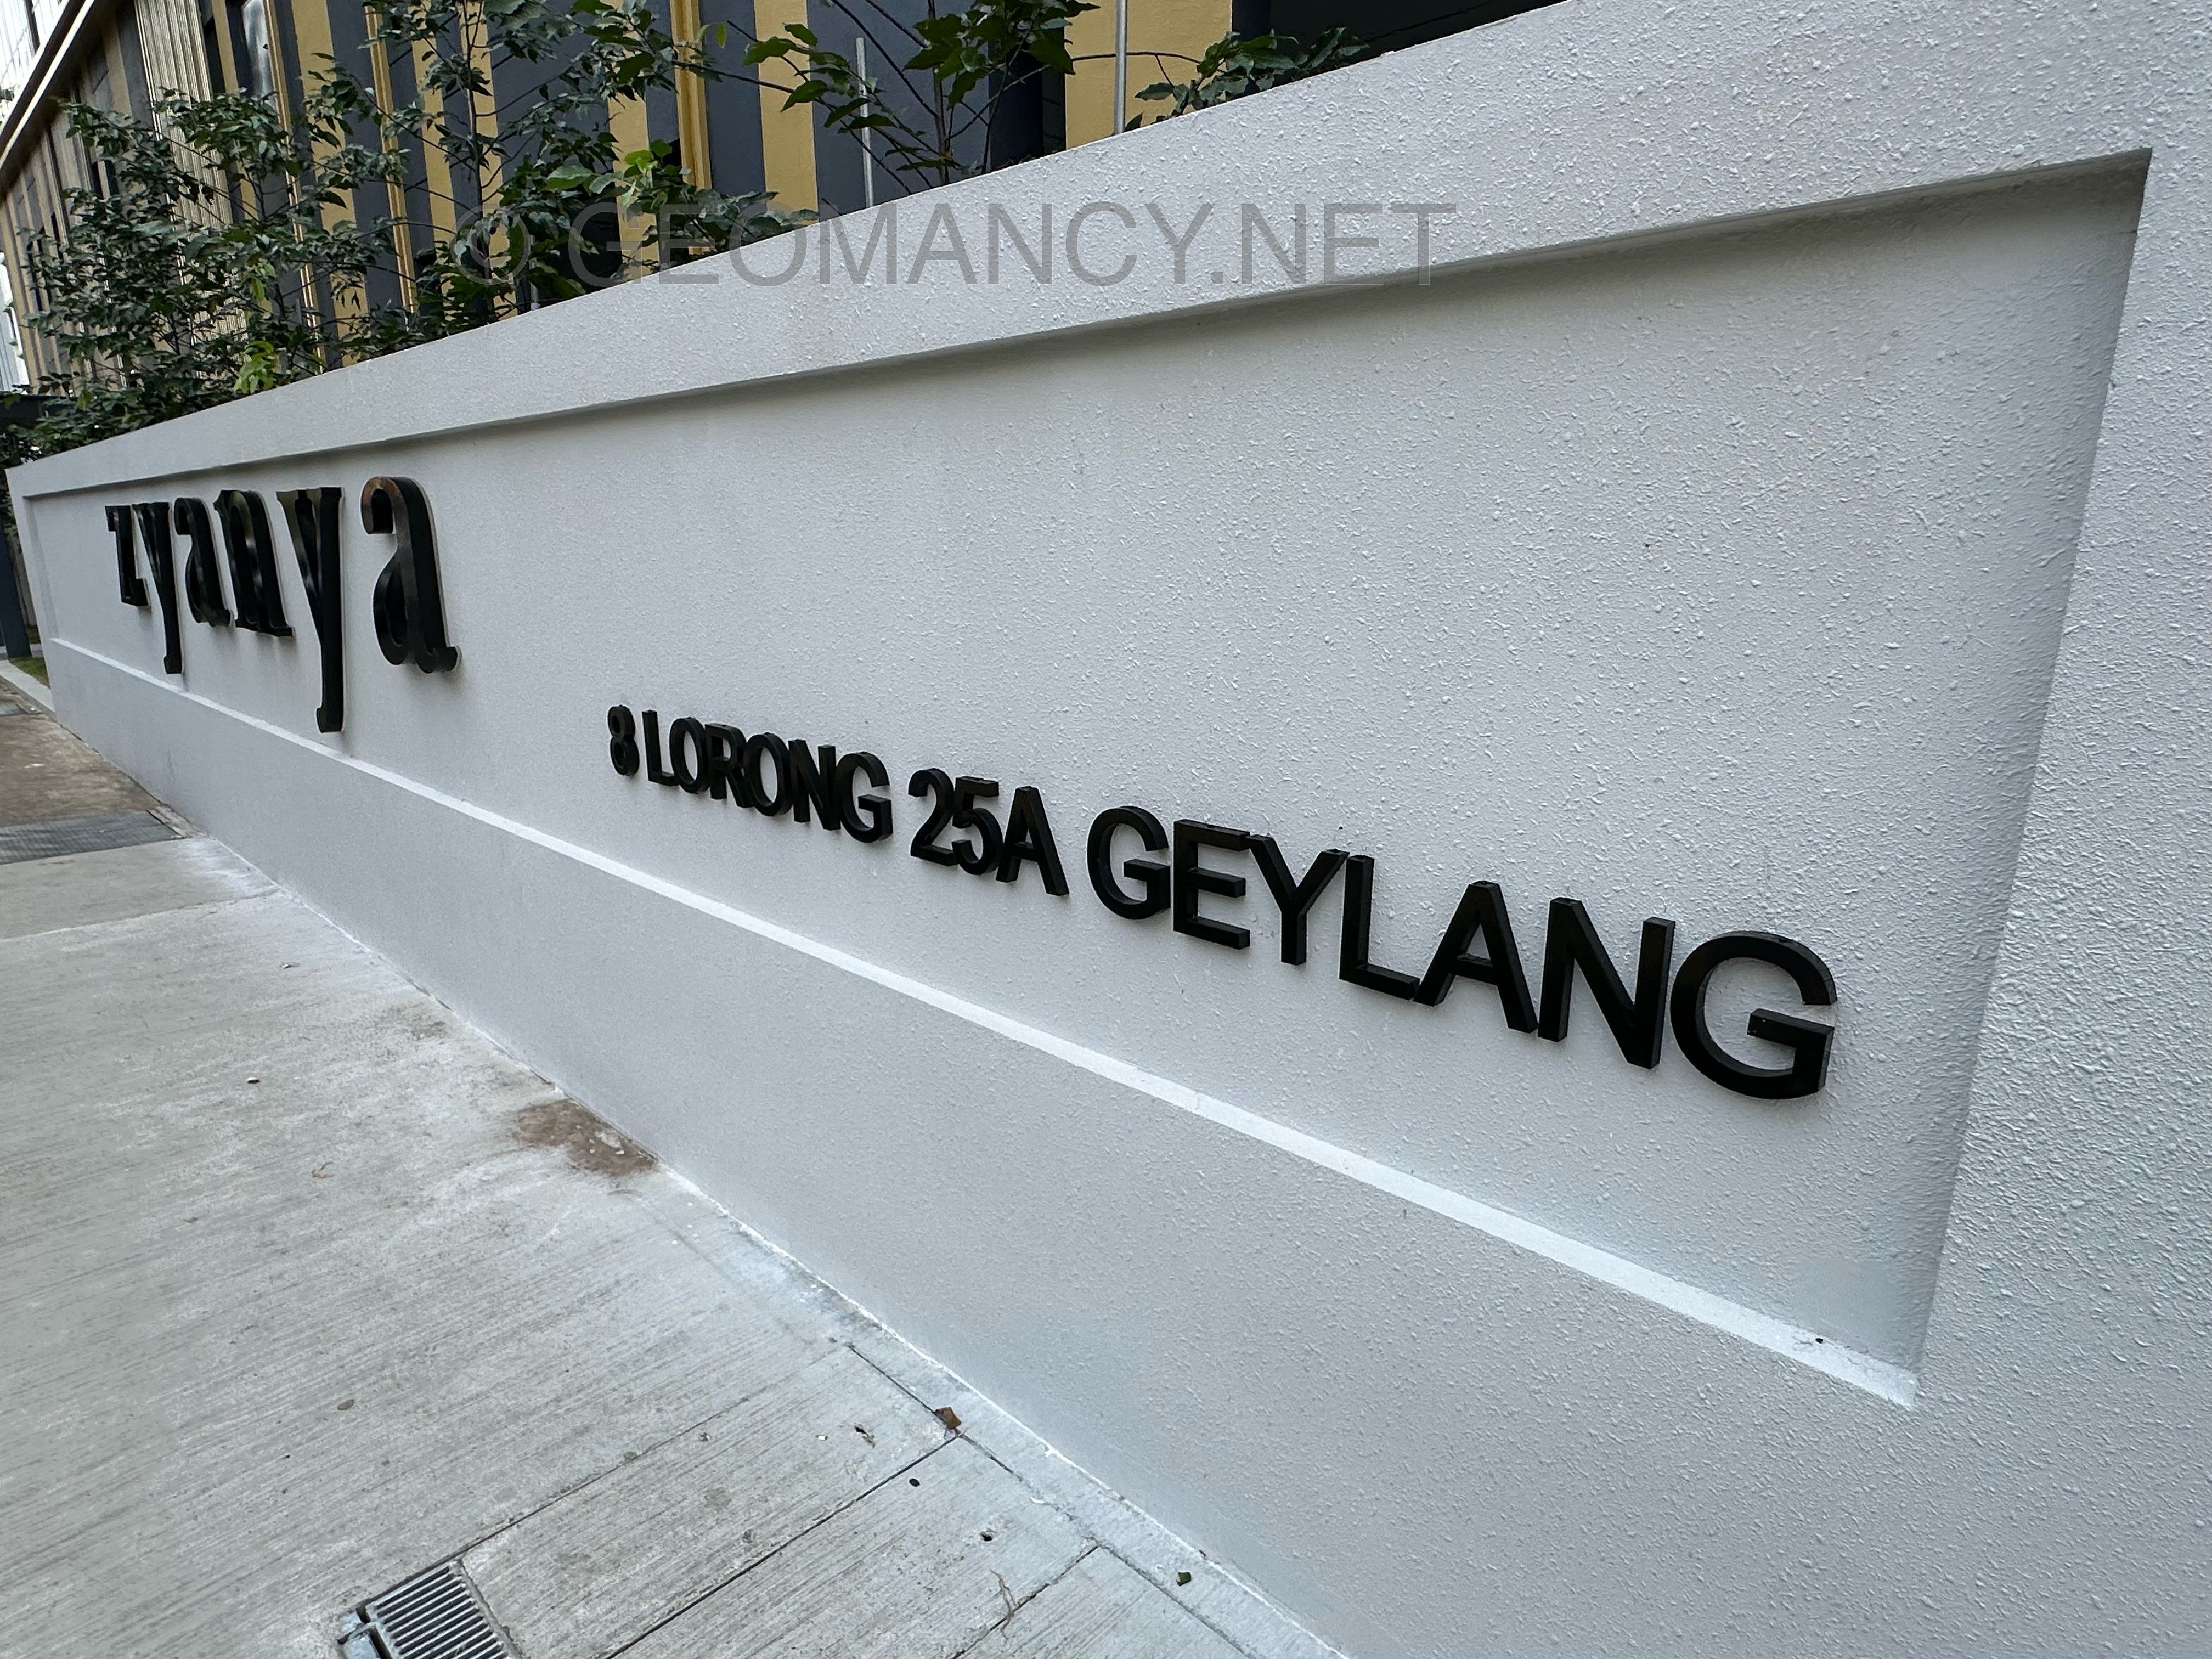 © GEOMANCY.NET
zyanya
8 LORONG 25A GEYLANG